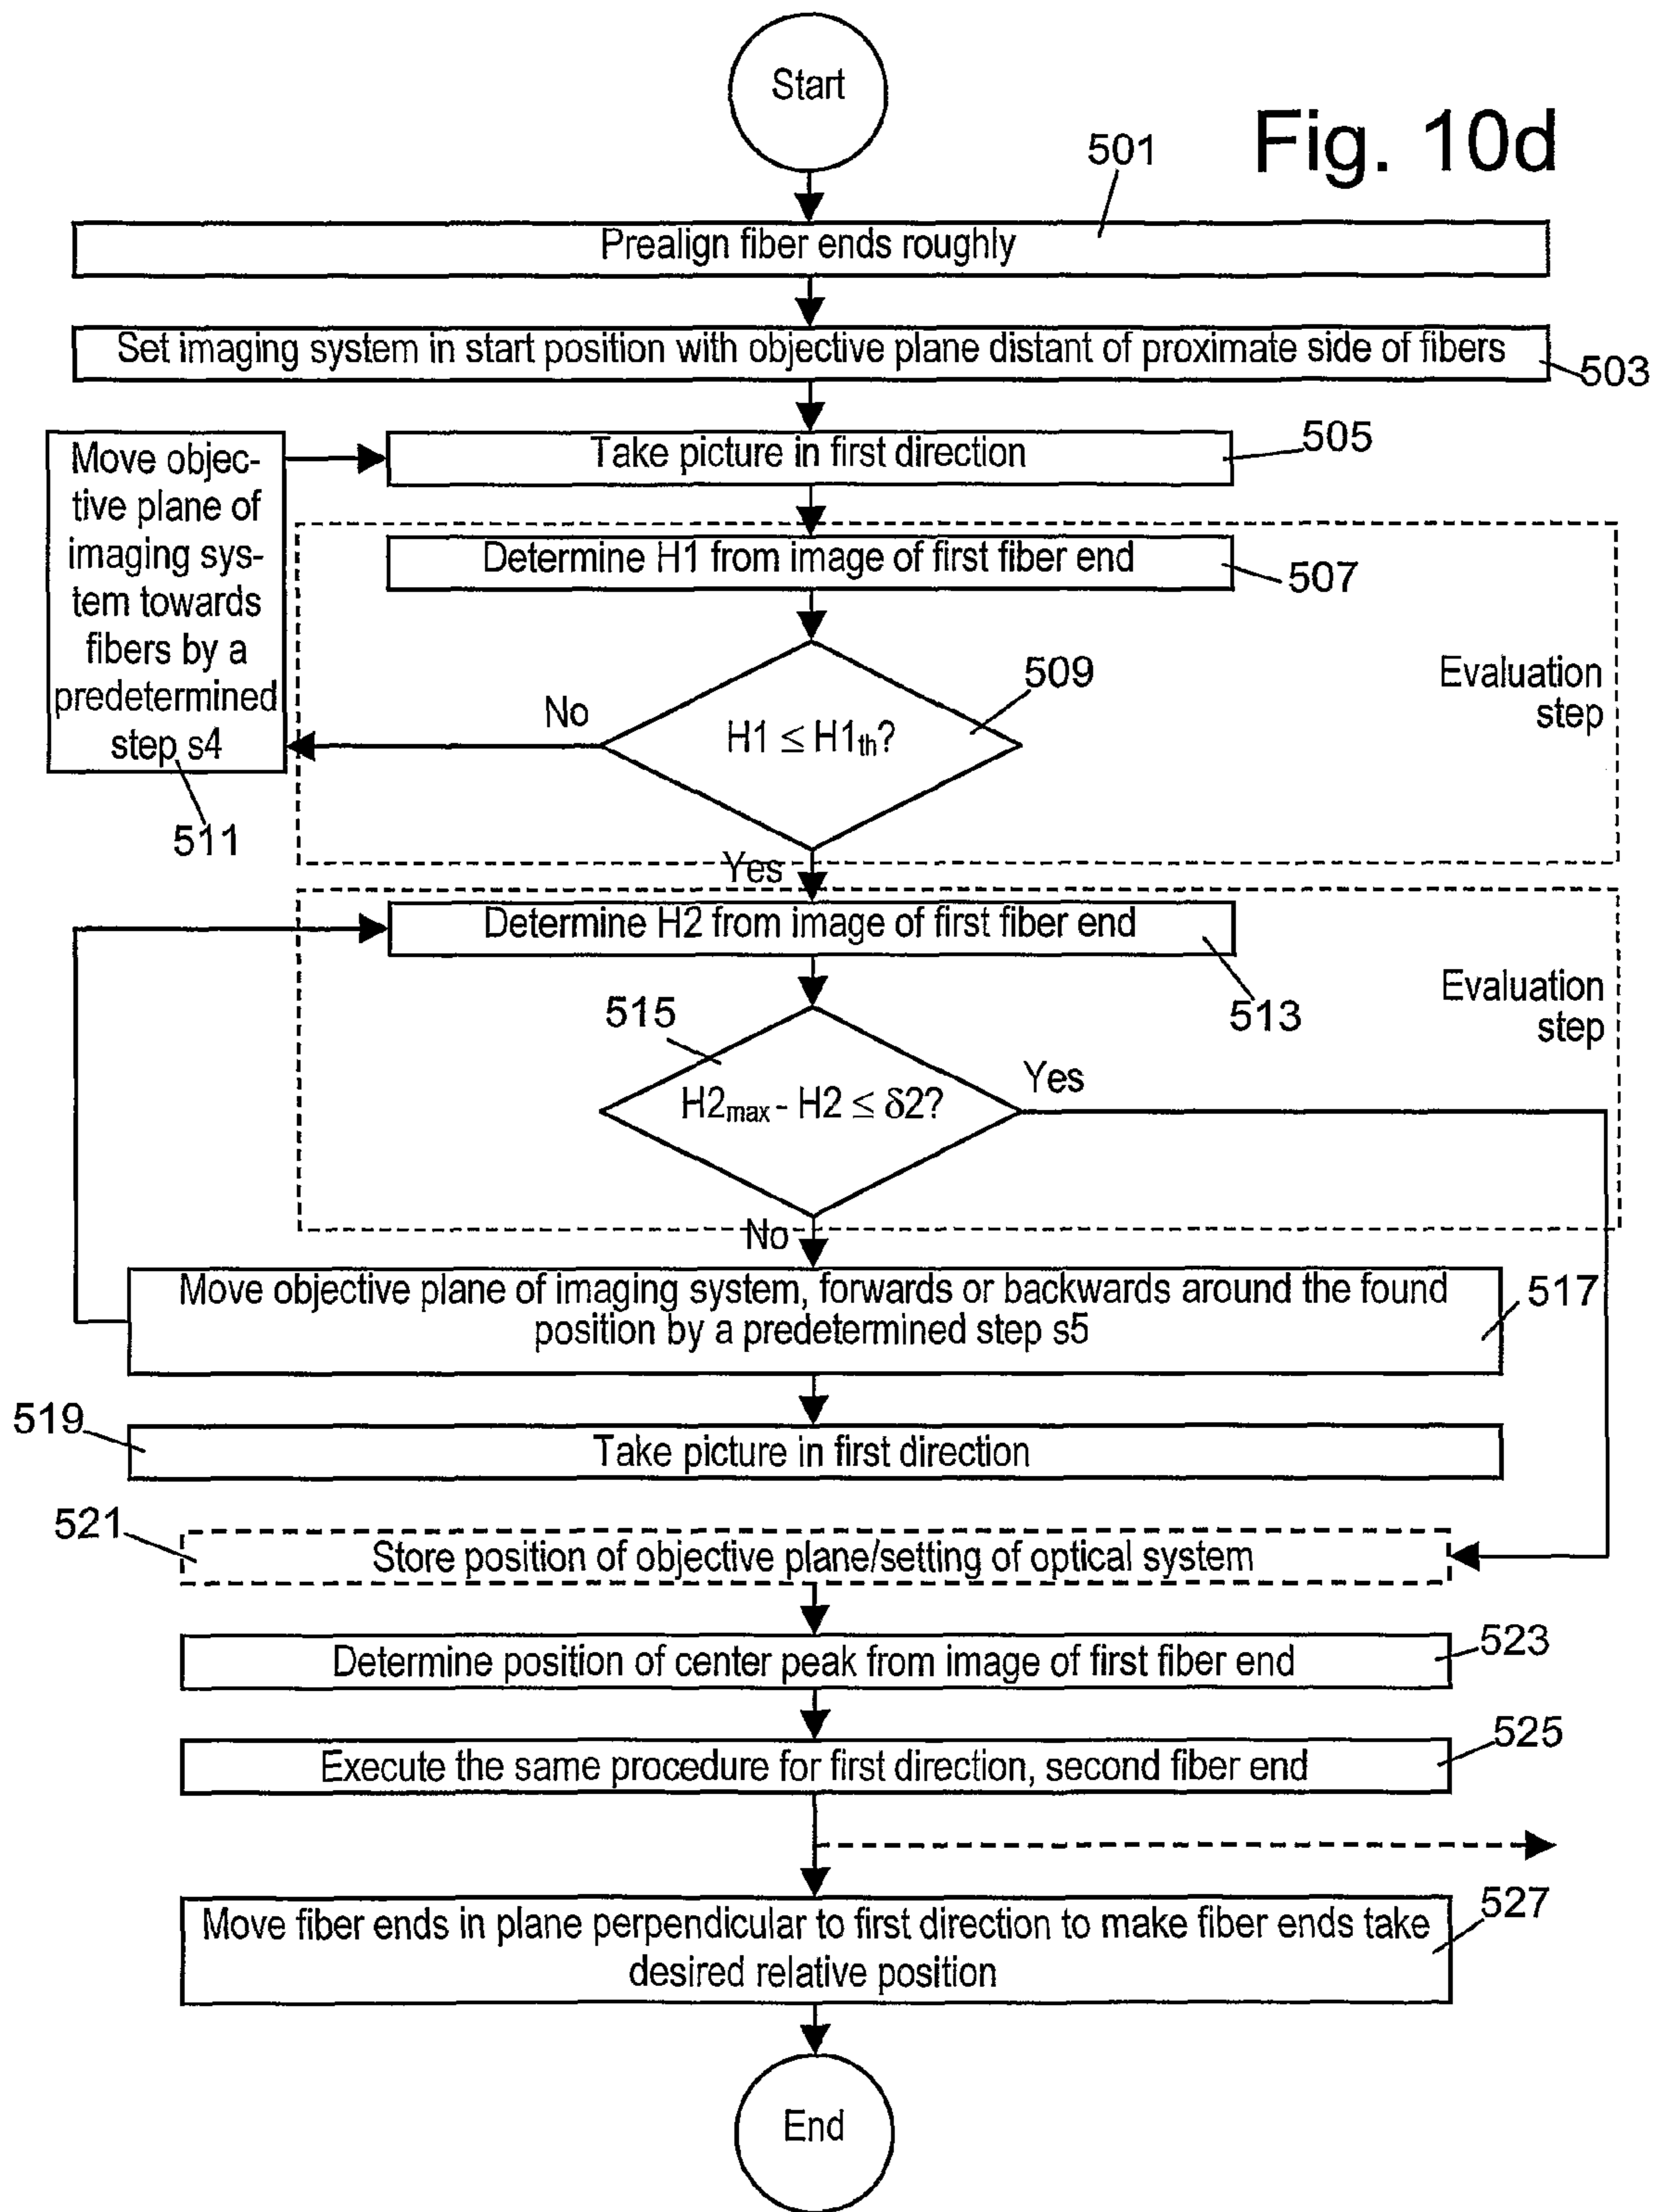 Start
Fig. 10d
501
Prealign fiber ends roughly
Set imaging system in start position with objective plane distant of proximate side of fibers
503
Move objec-
tive plane of
imaging sys-
tem towards
fibers by a
predetermined
step s4
511
Take picture in first direction
505
Determine H1 from image of first fiber end
507
509
H1 ≤ H1th?
No
Yes
Evaluation
step
Determine H2 from image of first fiber end
513
515
H2max - H2 ≤ δ2?
Yes
No
Evaluation
step
Move objective plane of imaging system, forwards or backwards around the found
position by a predetermined step s5
517
519
Take picture in first direction
521
Store position of objective plane/setting of optical system
Determine position of center peak from image of first fiber end
523
Execute the same procedure for first direction, second fiber end
525
Move fiber ends in plane perpendicular to first direction to make fiber ends take
desired relative position
527
End